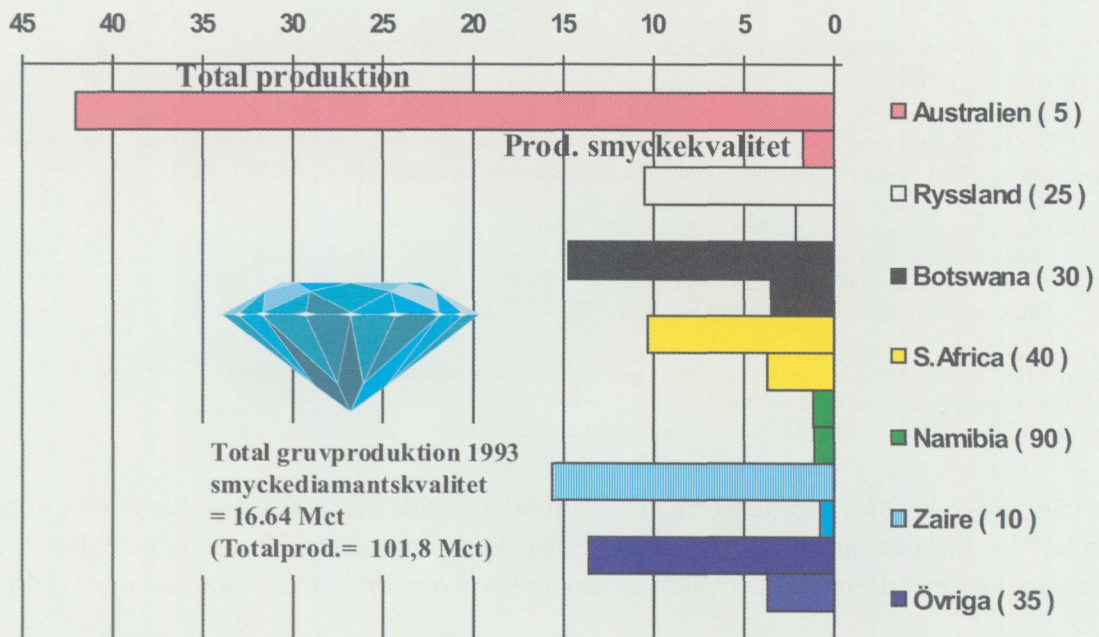 45 40 35 30 25 20 15 10 5 0
Total produktion
Prod. smyckekvalitet
Australien ( 5 )
Ryssland ( 25 )
Botswana ( 30 )
S.Africa ( 40 )
Namibia ( 90 )
Zaire ( 10 )
Övriga ( 35 )
Total gruvproduktion 1993
smyckediamantskvalitet
= 16.64 Mct
(Totalprod.= 101,8 Mct)